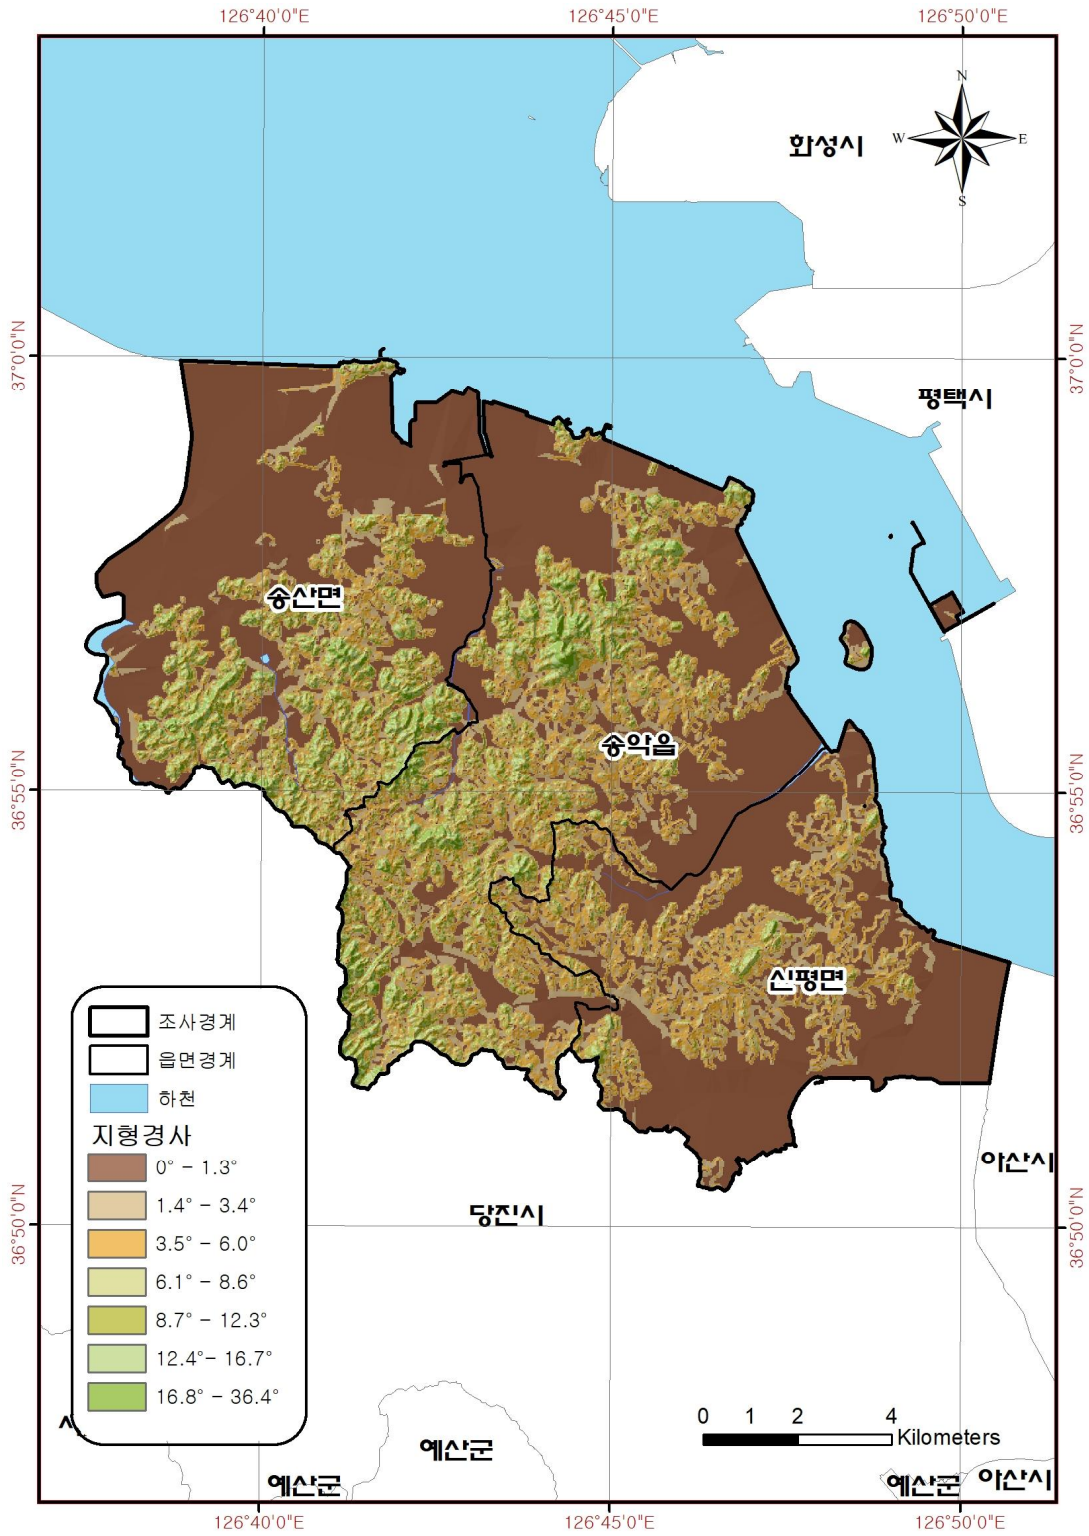 126°40'0"E
126°45'0"E
126°50'0"E
N
W
E
S
화성시
37°0'0"N
37°0'0"N
평택시
송산면
송악읍
36°55'0"N
36°55'0"N
신평면
조사경계
읍면경계
하천
지형경사
0° - 1.3°
1.4° - 3.4°
3.5° - 6.0°
6.1° - 8.6°
8.7° - 12.3°
12.4°- 16.7°
16.8° - 36.4°
아산시
당진시
36°50'0"N
36°50'0"N
0 1 2 4
Kilometers
예산군
예산군
예산군
아산시
126°40'0"E
126°45'0"E
126°50'0"E